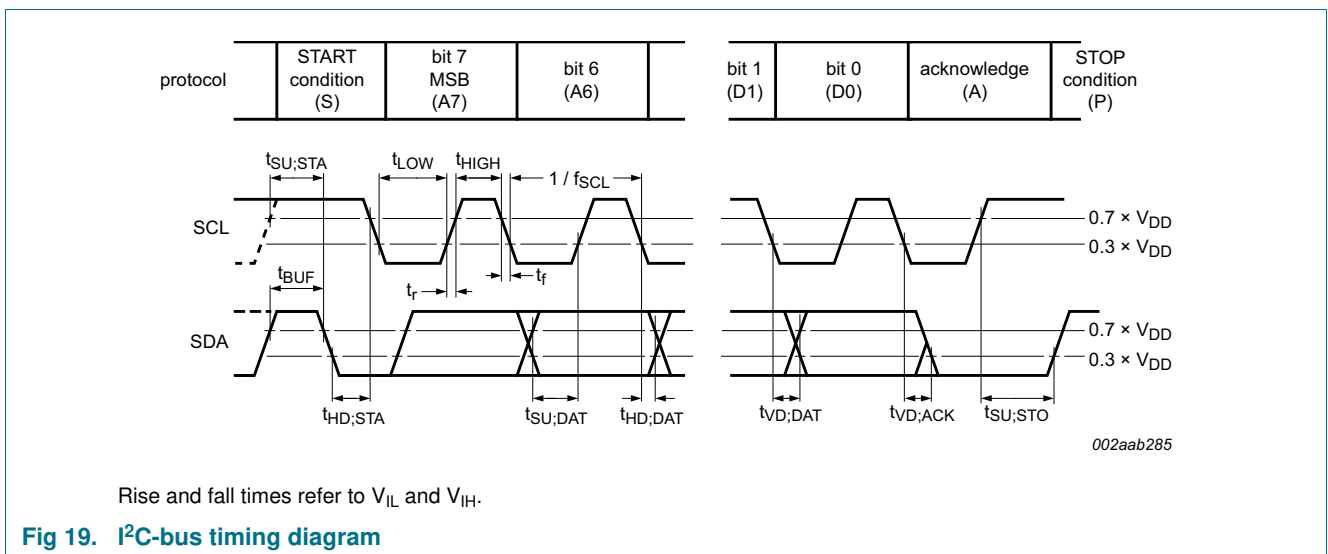 protocol
START
condition
(S)
bit 7
MSB
(A7)
bit 6
(A6)
bit 1
(D1)
bit 0
(D0)
acknowledge
(A)
STOP
condition
(P)
tSU;STA
tLOW
tHIGH
1 / fSCL
SCL
0.7 × VDD
0.3 × VDD
tBUF
tr
tf
SDA
0.7 × VDD
0.3 × VDD
tHD;STA
tSU;DAT
tHD;DAT
tVD;DAT
tVD;ACK
tSU;STO
002aab285
Rise and fall times refer to VIL and VIH.
Fig 19. I²C-bus timing diagram